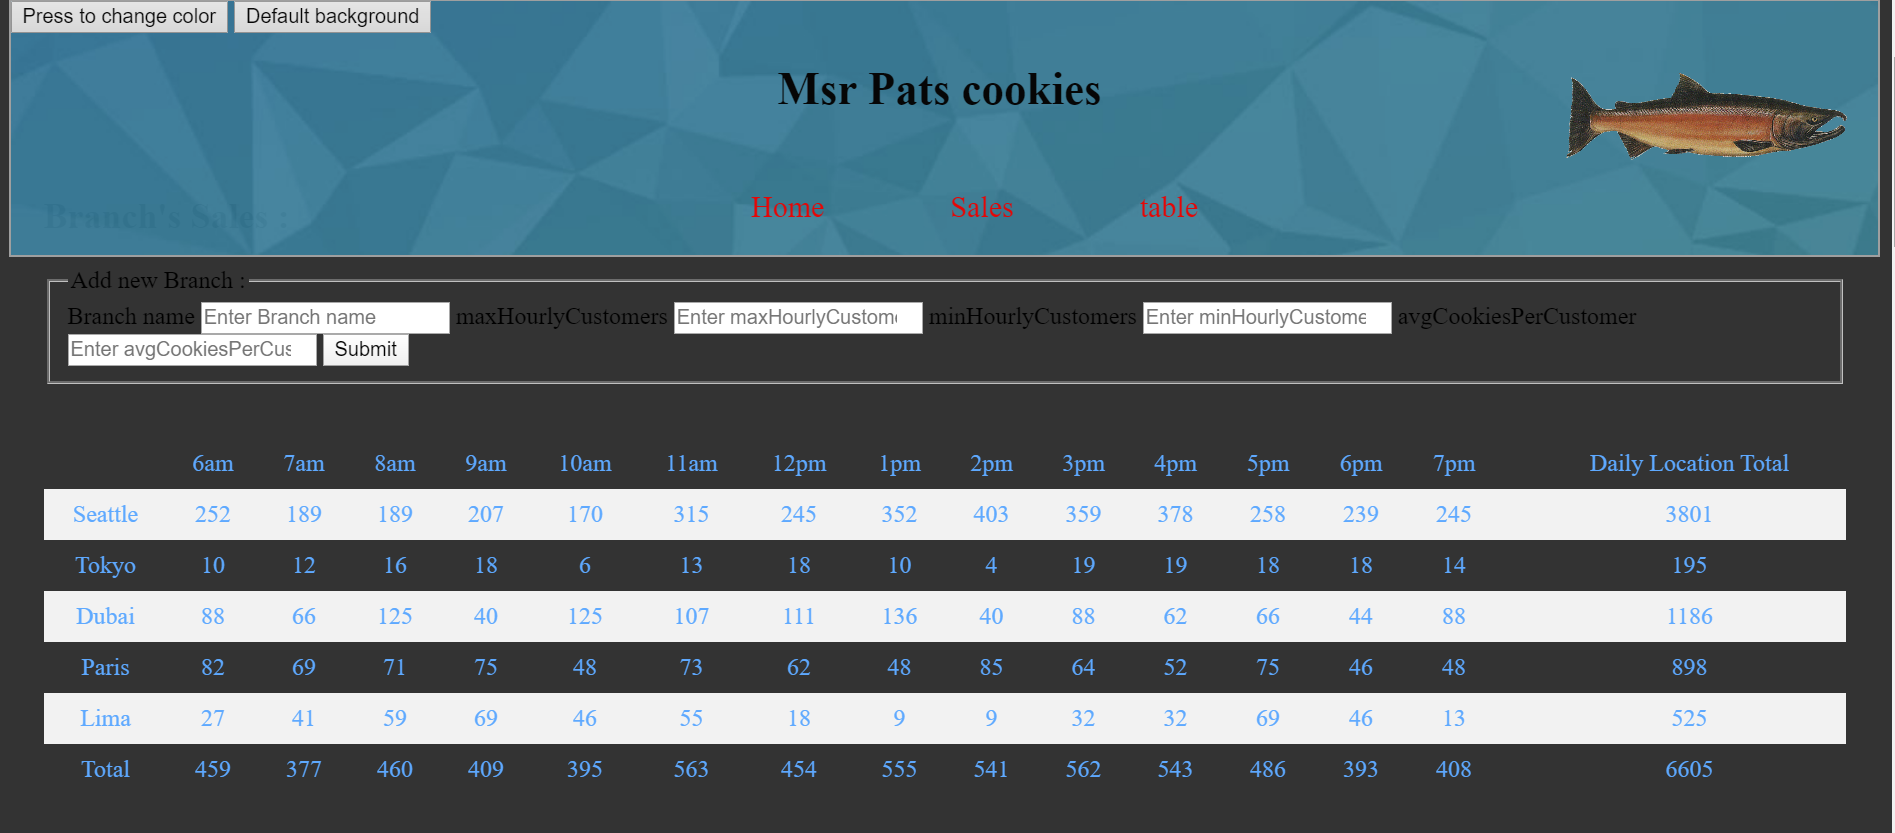 Press to change color Default background
Msr Pats cookies
Home Sales table
Branch's Sales :
Add new Branch :
Branch name Enter Branch name maxHourlyCustomers Enter maxHourlyCustom minHourlyCustomers Enter minHourlyCustome avgCookiesPerCustomer
Enter avgCookiesPerCus Submit
6am 7am 8am 9am 10am 11am 12pm 1pm 2pm 3pm 4pm 5pm 6pm 7pm Daily Location Total
Seattle 252 189 189 207 170 315 245 352 403 359 378 258 239 245 3801
Tokyo 10 12 16 18 6 13 18 10 4 19 19 18 18 14 195
Dubai 88 66 125 40 125 107 111 136 40 88 62 66 44 88 1186
Paris 82 69 71 75 48 73 62 48 85 64 52 75 46 48 898
Lima 27 41 59 69 46 55 18 9 9 32 32 69 46 13 525
Total 459 377 460 409 395 563 454 555 541 562 543 486 393 408 6605